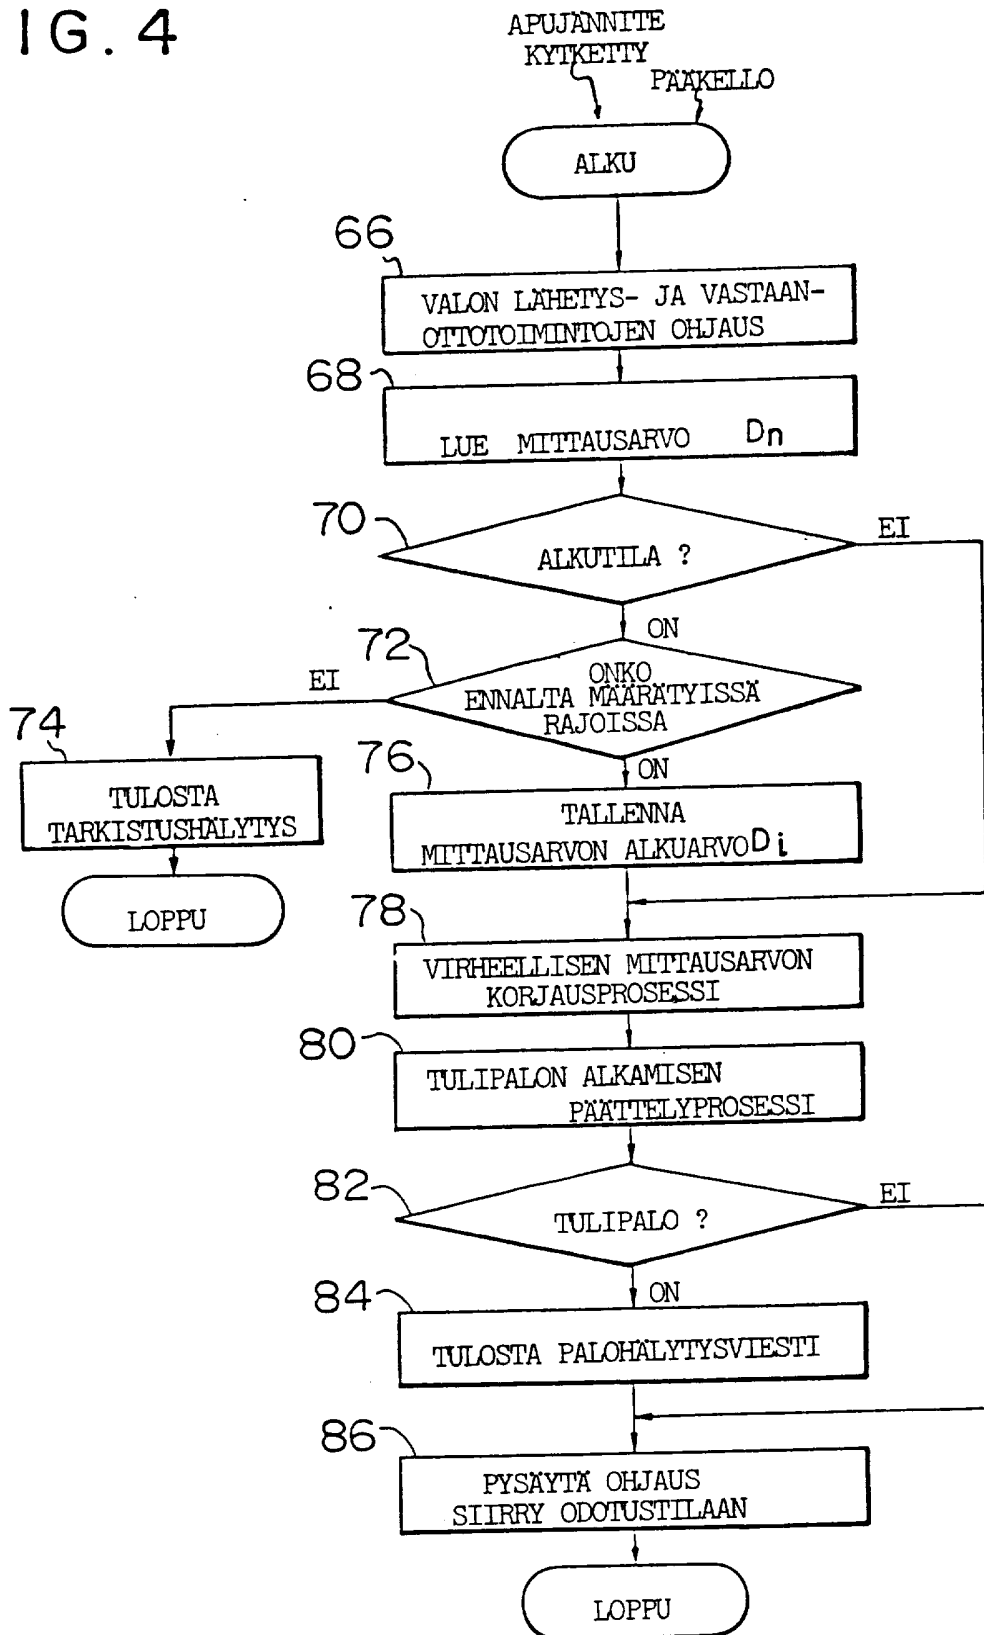 IG. 4
APUJÄNNITE
KYTKETTY
PÄÄKELLO
ALKU
66
VALON LÄHETYS- JA VASTAAN-
OTTOTOIMINTOJEN OHJAUS
68
LUE MITTAUSARVO Dn
70
ALKUTILA ?
EI
ON
72
ONKO
ENNALTA MÄÄRÄTYISSÄ
RAJOISSA
EI
ON
74
TULOSTA
TARKISTUSHÄLYTYS
LOPPU
76
TALLENNA
MITTAUSARVON ALKUARVO Di
78
VIRHEELLISEN MITTAUSARVON
KORJAUSPROSESSI
80
TULIPALON ALKAMISEN
PÄÄTTELYPROSESSI
82
TULIPALO ?
EI
ON
84
TULOSTA PALOHÄLYTYSVIESTI
86
PYSÄYTÄ OHJAUS
SIIRRY ODOTUSTILAAN
LOPPU